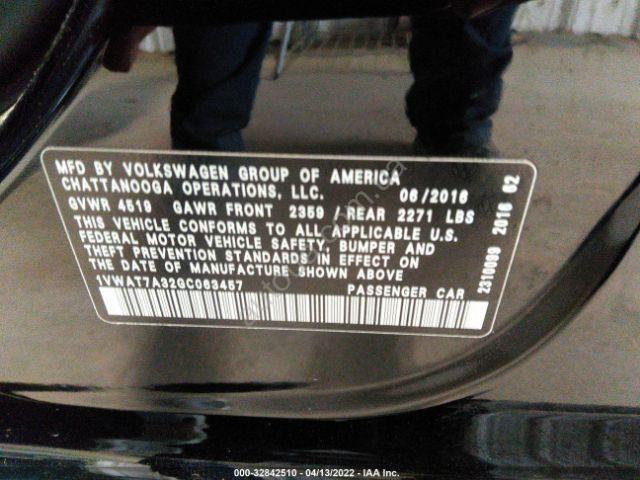 MFD BY VOLKSWAGEN GROUP OF AMERICA
CHATTANOOGA OPERATIONS, LLC. 06/2016
GVWR 4519 GAWR FRONT 2359 / REAR 2271 LBS
THIS VEHICLE CONFORMS TO ALL APPLICABLE U.S.
FEDERAL MOTOR VEHICLE SAFETY, BUMPER AND
THEFT PREVENTION STANDARDS IN EFFECT ON
THE DATE OF MANUFACTURE SHOWN ABOVE
1VWAT7A32GC063457 PASSENGER CAR
2310099 2016 02
000-32842510 - 04/13/2022 - IAA Inc.